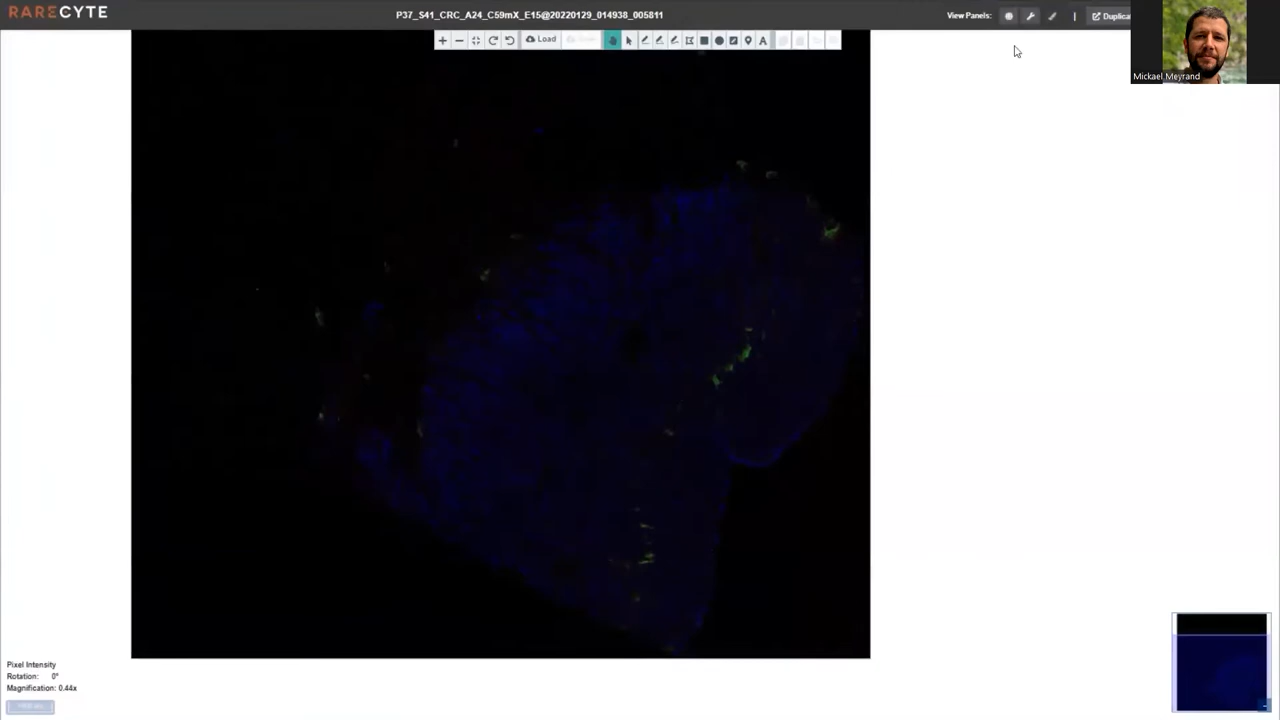 RARECYTE
P37_S41_CRC_A24_C59mX_E15@20220129_014938_005811
View Panels:
Duplica
Load
A
Mickael Meyrand
Pixel Intensity
Rotation: 0°
Magnification: 0.44x